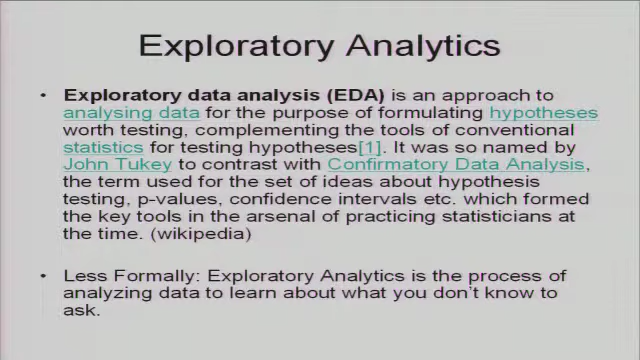 Exploratory Analytics
• Exploratory data analysis (EDA) is an approach to
analysing data for the purpose of formulating hypotheses
worth testing, complementing the tools of conventional
statistics for testing hypotheses[1]. It was so named by
John Tukey to contrast with Confirmatory Data Analysis,
the term used for the set of ideas about hypothesis
testing, p-values, confidence intervals etc. which formed
the key tools in the arsenal of practicing statisticians at
the time. (wikipedia)
• Less Formally: Exploratory Analytics is the process of
analyzing data to learn about what you don't know to
ask.